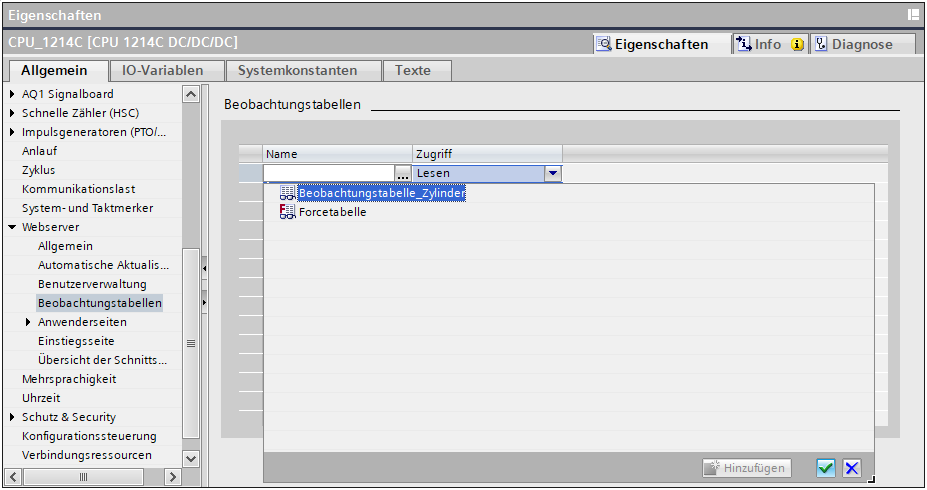 Eigenschaften
CPU_1214C [CPU 1214C DC/DC/DC]
Eigenschaften
Info
Diagnose
Allgemein
IO-Variablen
Systemkonstanten
Texte
AQ1 Signalboard
Schnelle Zähler (HSC)
Impulsgeneratoren (PTO/...
Anlauf
Zyklus
Kommunikationslast
System- und Taktmerker
Webserver
Allgemein
Automatische Aktualis...
Benutzerverwaltung
Beobachtungstabellen
Anwenderseiten
Einstiegsseite
Übersicht der Schnitts...
Mehrsprachigkeit
Uhrzeit
Schutz & Security
Konfigurationssteuerung
Verbindungsressourcen
Beobachtungstabellen
Name
Zugriff
...
Lesen
Beobachtungstabelle_Zylinder
Forcetabelle
Hinzufügen